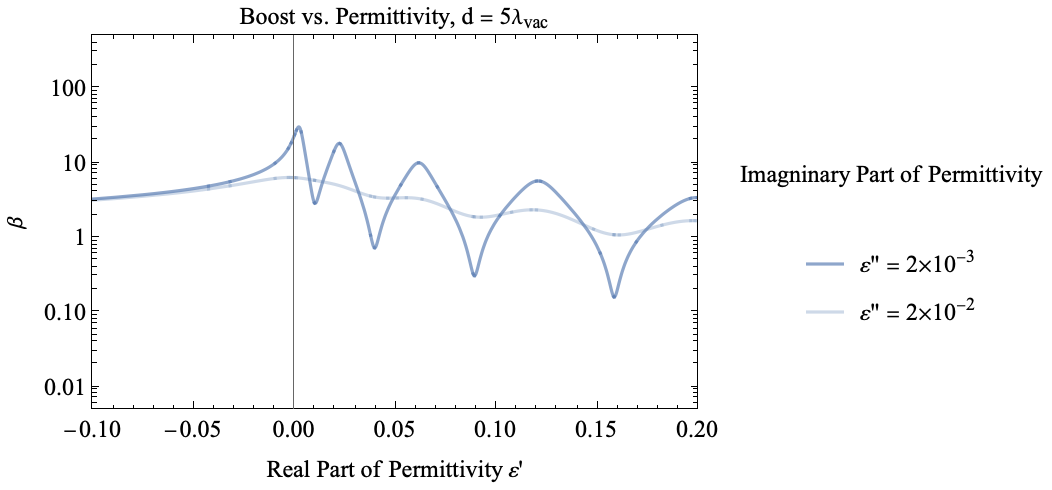 Boost vs. Permittivity, d = 5λvac
100
10
1
0.10
0.01
β
−0.10
−0.05
0.00
0.05
0.10
0.15
0.20
Real Part of Permittivity ε'
Imagninary Part of Permittivity
ε'' = 2×10⁻³
ε'' = 2×10⁻²